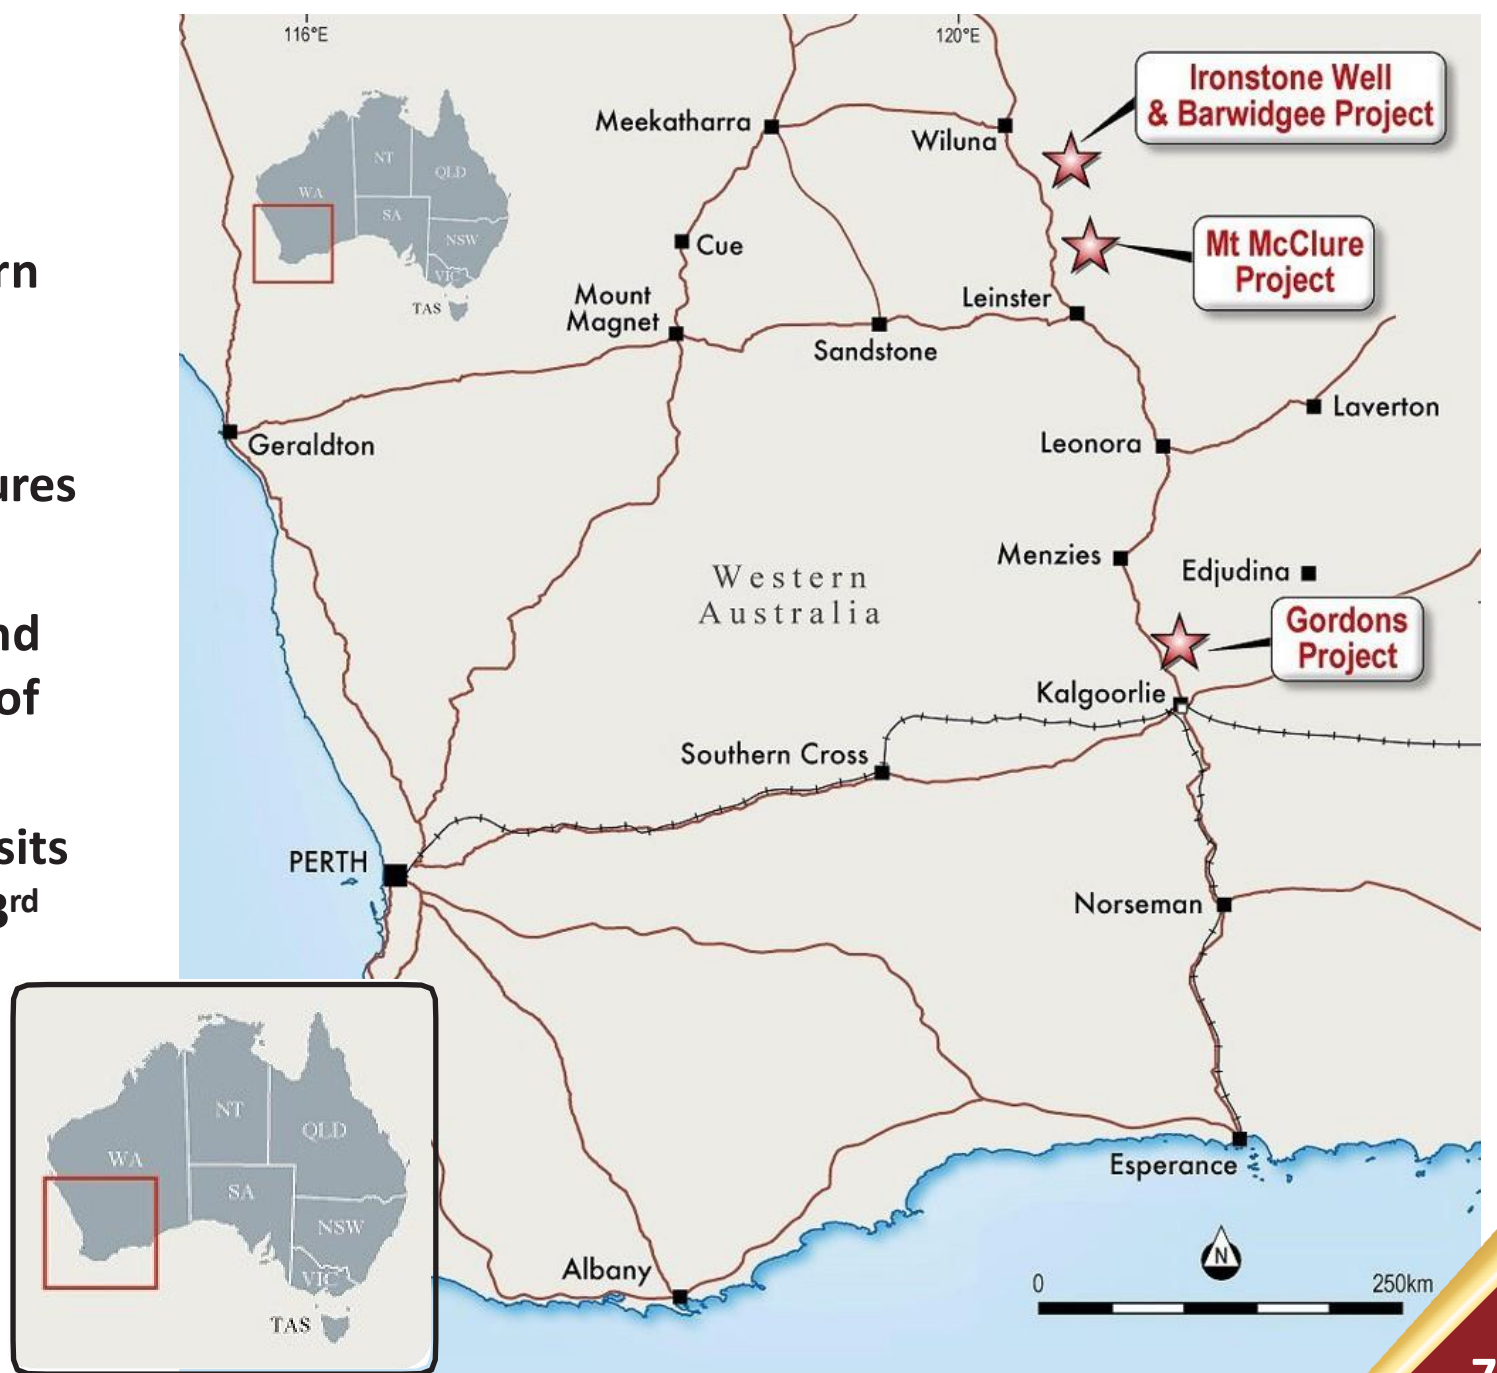 116°E
120°E
Ironstone Well
& Barwidgee Project
Meekatharra
Wiluna
NT
QLD
WA
SA
NSW
VIC
TAS
Cue
Mt McClure
Project
rn
Mount
Magnet
Leinster
Sandstone
Laverton
Geraldton
Leonora
ures
Menzies
Edjudina
Western
Australia
Gordons
Project
nd
of
Kalgoorlie
Southern Cross
sits
PERTH
3rd
Norseman
NT
QLD
WA
SA
NSW
VIC
TAS
Esperance
Albany
N
0
250km
7